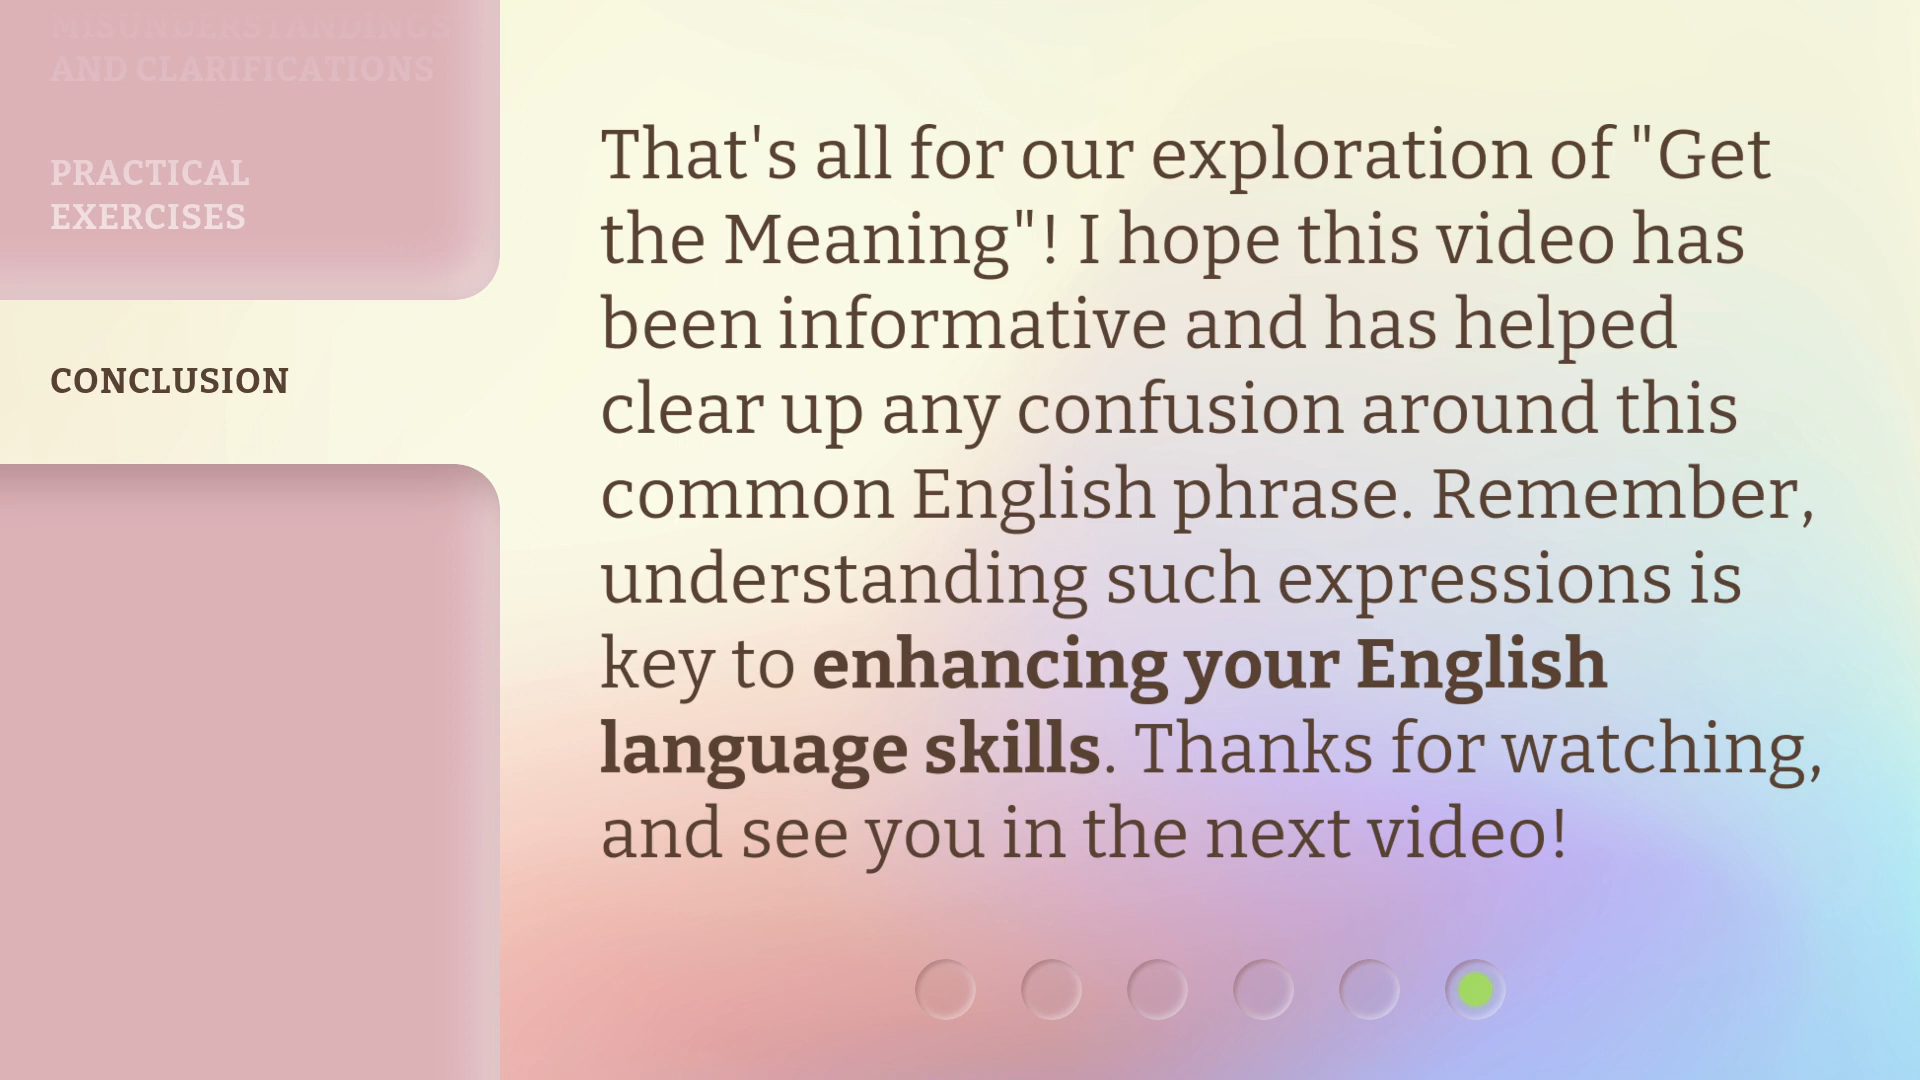 MISUNDERSTANDINGS
AND CLARIFICATIONS
PRACTICAL
EXERCISES
CONCLUSION
That's all for our exploration of "Get
the Meaning"! I hope this video has
been informative and has helped
clear up any confusion around this
common English phrase. Remember,
understanding such expressions is
key to enhancing your English
language skills. Thanks for watching,
and see you in the next video!